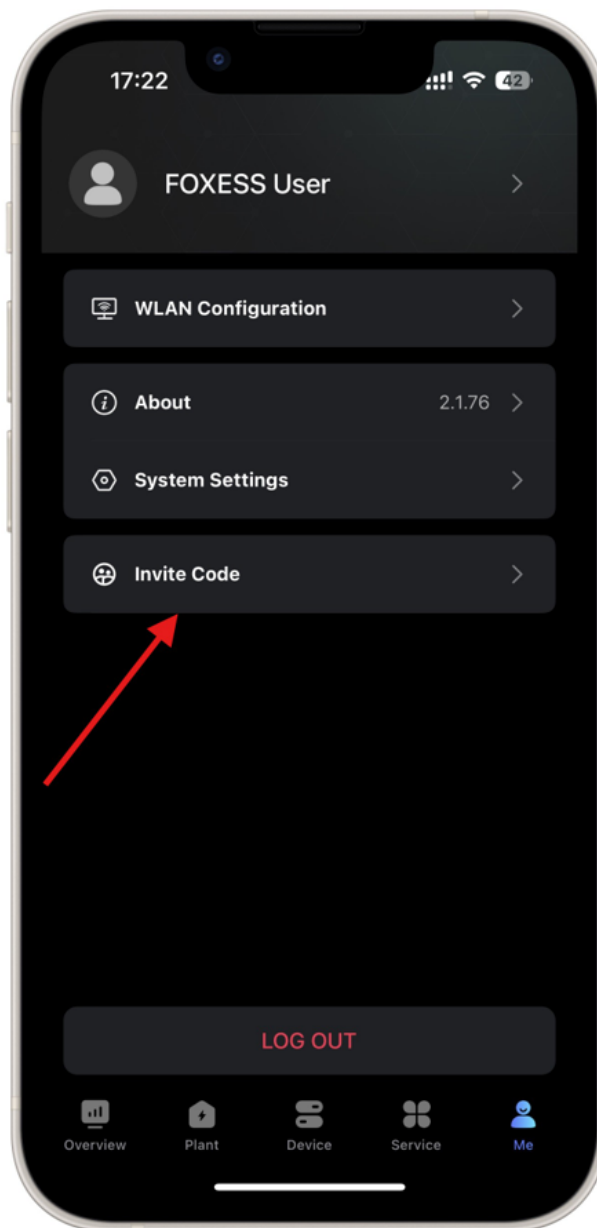 17:22
42
FOXESS User
WLAN Configuration
About 2.1.76
System Settings
Invite Code
LOG OUT
Overview Plant Device Service Me